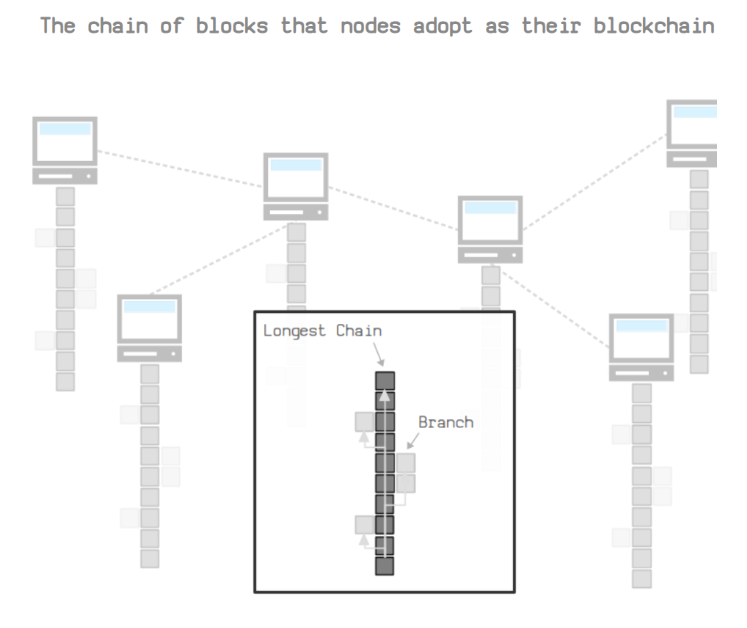 The chain of blocks that nodes adopt as their blockchain
Longest Chain
Branch